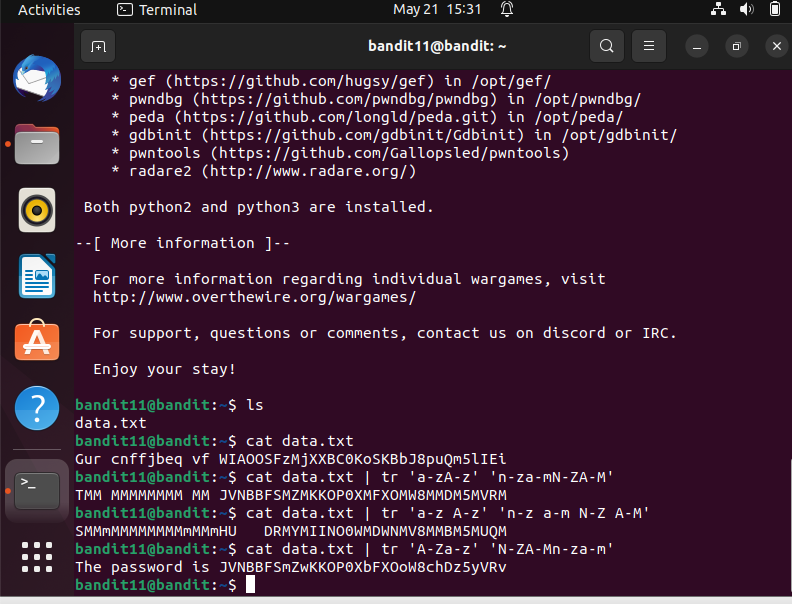 Activities Terminal May 21 15:31
bandit11@bandit: ~
* gef (https://github.com/hugsy/gef) in /opt/gef/
* pwndbg (https://github.com/pwndbg/pwndbg) in /opt/pwndbg/
* peda (https://github.com/longld/peda.git) in /opt/peda/
* gdbinit (https://github.com/gdbinit/Gdbinit) in /opt/gdbinit/
* pwntools (https://github.com/Gallopsled/pwntools)
* radare2 (http://www.radare.org/)
Both python2 and python3 are installed.
--[ More information ]--
For more information regarding individual wargames, visit
http://www.overthewire.org/wargames/
For support, questions or comments, contact us on discord or IRC.
Enjoy your stay!
bandit11@bandit:~$ ls
data.txt
bandit11@bandit:~$ cat data.txt
Gur cnffjbeq vf WIAOOSFzMjXXBC0KoSKBbJ8puQm5lIEi
bandit11@bandit:~$ cat data.txt | tr 'a-zA-z' 'n-za-mN-ZA-M'
TMM MMMMMMMM MM JVNBBFSMZMKKOP0XMFXOMW8MMDM5MVRM
bandit11@bandit:~$ cat data.txt | tr 'a-z A-z' 'n-z a-m N-Z A-M'
SMMmMMMMMMMMmMMmHU   DRMYMIINO0WMDWNMV8MMBM5MUQM
bandit11@bandit:~$ cat data.txt | tr 'A-Za-z' 'N-ZA-Mn-za-m'
The password is JVNBBFSmZwKKOP0XbFXOoW8chDz5yVRv
bandit11@bandit:~$